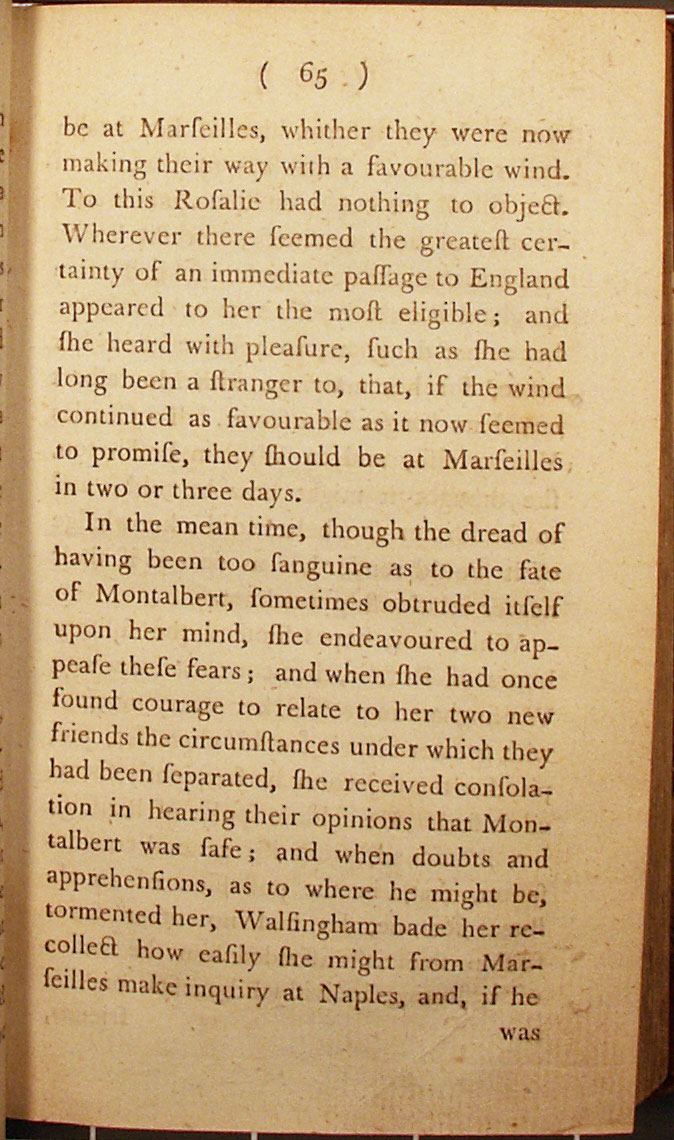 ( 65 )
be at Marſeilles, whither they were now
making their way with a favourable wind.
To this Roſalie had nothing to object.
Wherever there ſeemed the greateſt cer-
tainty of an immediate paſſage to England
appeared to her the moſt eligible; and
ſhe heard with pleaſure, ſuch as ſhe had
long been a ſtranger to, that, if the wind
continued as favourable as it now ſeemed
to promiſe, they ſhould be at Marſeilles
in two or three days.
In the mean time, though the dread of
having been too ſanguine as to the fate
of Montalbert, ſometimes obtruded itſelf
upon her mind, ſhe endeavoured to ap-
peaſe theſe fears; and when ſhe had once
found courage to relate to her two new
friends the circumſtances under which they
had been ſeparated, ſhe received conſola-
tion in hearing their opinions that Mon-
talbert was ſafe; and when doubts and
apprehenſions, as to where he might be,
tormented her, Walſingham bade her re-
collect how eaſily ſhe might from Mar-
ſeilles make inquiry at Naples, and, if he
was